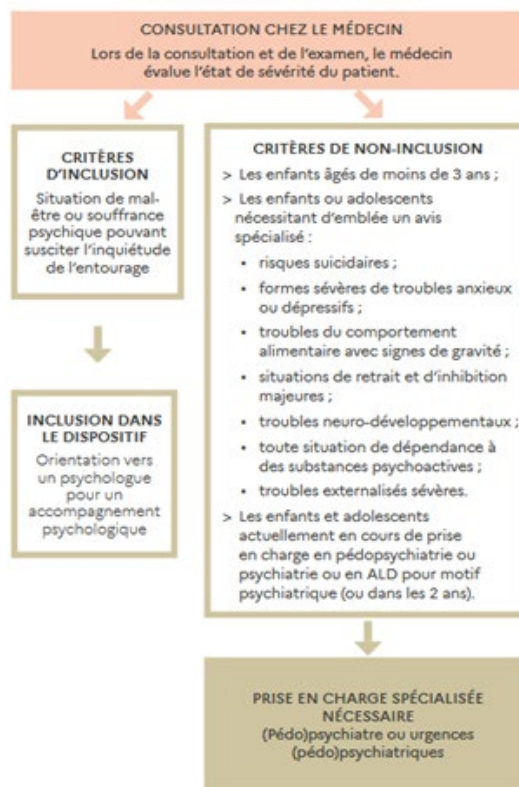 CONSULTATION CHEZ LE MÉDECIN
Lors de la consultation et de l'examen, le médecin
évalue l'état de sévérité du patient.
CRITÈRES
D'INCLUSION
Situation de mal-
être ou souffrance
psychique pouvant
susciter l'inquiétude
de l'entourage
INCLUSION DANS
LE DISPOSITIF
Orientation vers
un psychologue
pour un
accompagnement
psychologique
CRITÈRES DE NON-INCLUSION
> Les enfants âgés de moins de 3 ans ;
> Les enfants ou adolescents
nécessitant d'emblée un avis
spécialisé :
• risques suicidaires ;
• formes sévères de troubles anxieux
ou dépressifs ;
• troubles du comportement
alimentaire avec signes de gravité ;
• situations de retrait et d'inhibition
majeures ;
• troubles neuro-développementaux ;
• toute situation de dépendance à
des substances psychoactives ;
• troubles externalisés sévères.
> Les enfants et adolescents
actuellement en cours de prise
en charge en pédopsychiatrie ou
psychiatrie ou en ALD pour motif
psychiatrique (ou dans les 2 ans).
PRISE EN CHARGE SPÉCIALISÉE
NÉCESSAIRE
(Pédo)psychiatre ou urgences
(pédo)psychiatriques